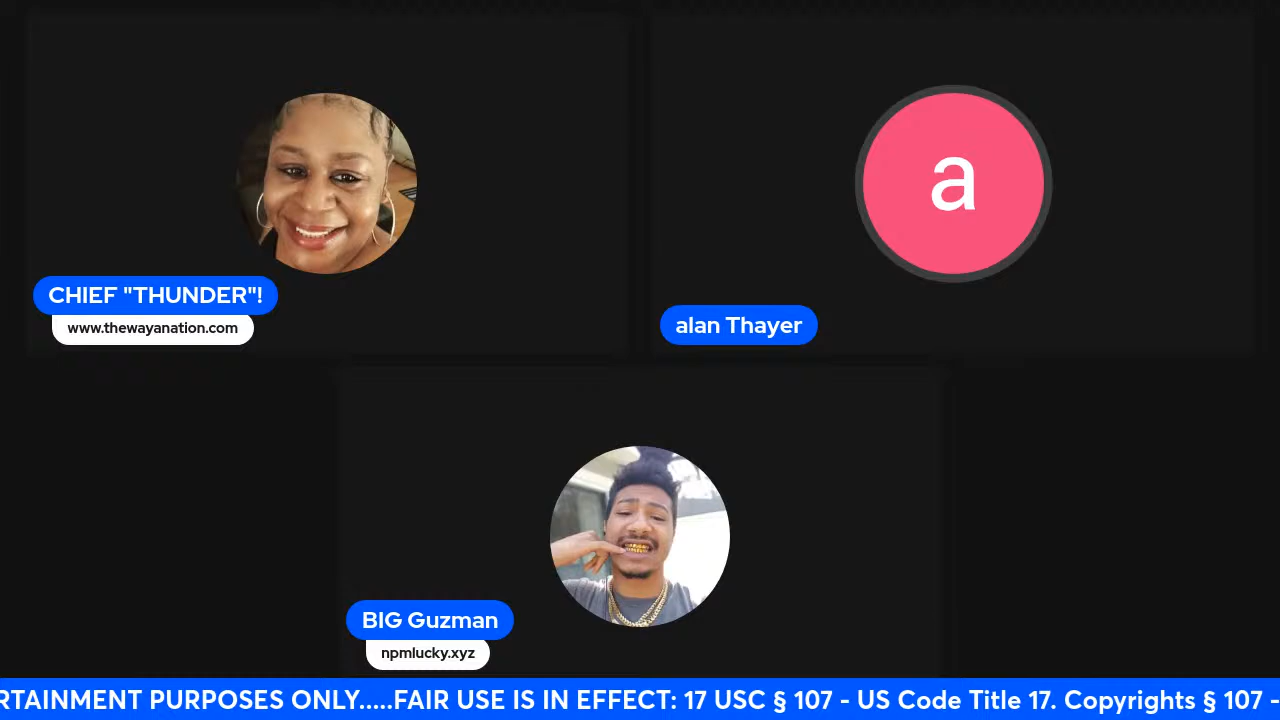 CHIEF "THUNDER"!
www.thewayanation.com
a
alan Thayer
BIG Guzman
npmlucky.xyz
RTAINMENT PURPOSES ONLY.....FAIR USE IS IN EFFECT: 17 USC § 107 - US Code Title 17. Copyrights § 107 -